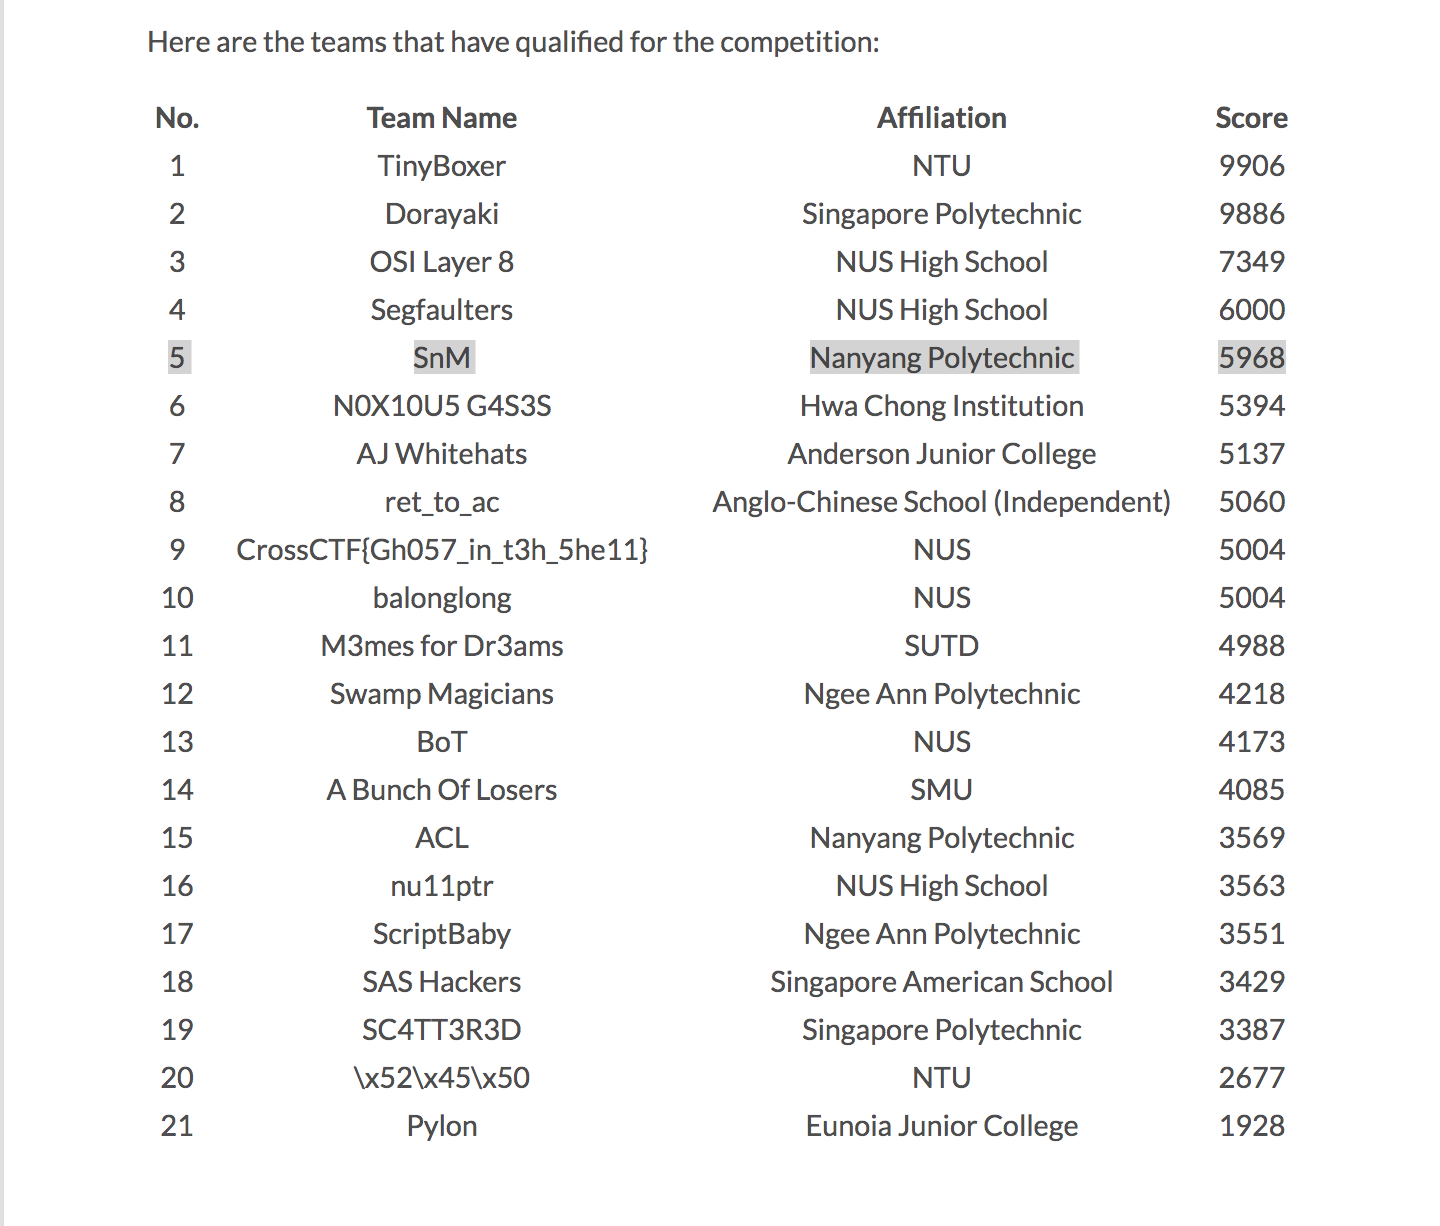 Here are the teams that have qualified for the competition:
No. Team Name Affiliation Score
1 TinyBoxer NTU 9906
2 Dorayaki Singapore Polytechnic 9886
3 OSI Layer 8 NUS High School 7349
4 Segfaulters NUS High School 6000
5 SnM Nanyang Polytechnic 5968
6 N0X10U5 G4S3S Hwa Chong Institution 5394
7 AJ Whitehats Anderson Junior College 5137
8 ret_to_ac Anglo-Chinese School (Independent) 5060
9 CrossCTF{Gh057_in_t3h_5he11} NUS 5004
10 balonglong NUS 5004
11 M3mes for Dr3ams SUTD 4988
12 Swamp Magicians Ngee Ann Polytechnic 4218
13 BoT NUS 4173
14 A Bunch Of Losers SMU 4085
15 ACL Nanyang Polytechnic 3569
16 nu11ptr NUS High School 3563
17 ScriptBaby Ngee Ann Polytechnic 3551
18 SAS Hackers Singapore American School 3429
19 SC4TT3R3D Singapore Polytechnic 3387
20 \x52\x45\x50 NTU 2677
21 Pylon Eunoia Junior College 1928